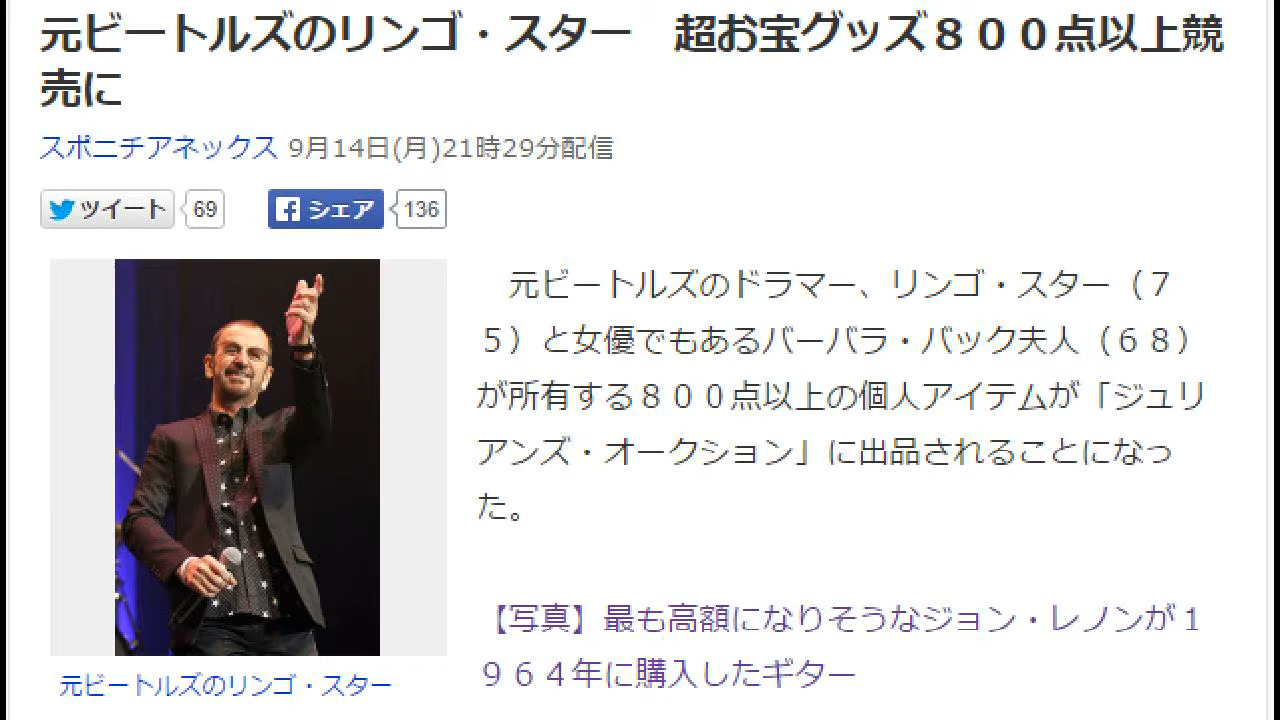 元ビートルズのリンゴ・スター　超お宝グッズ８００点以上競
売に
スポニチアネックス 9月14日(月)21時29分配信
ツイート 69 シェア 136
元ビートルズのドラマー、リンゴ・スター（７
５）と女優でもあるバーバラ・バック夫人（６８）
が所有する８００点以上の個人アイテムが「ジュリ
アンズ・オークション」に出品されることになっ
た。
【写真】最も高額になりそうなジョン・レノンが１
９６４年に購入したギター
元ビートルズのリンゴ・スター